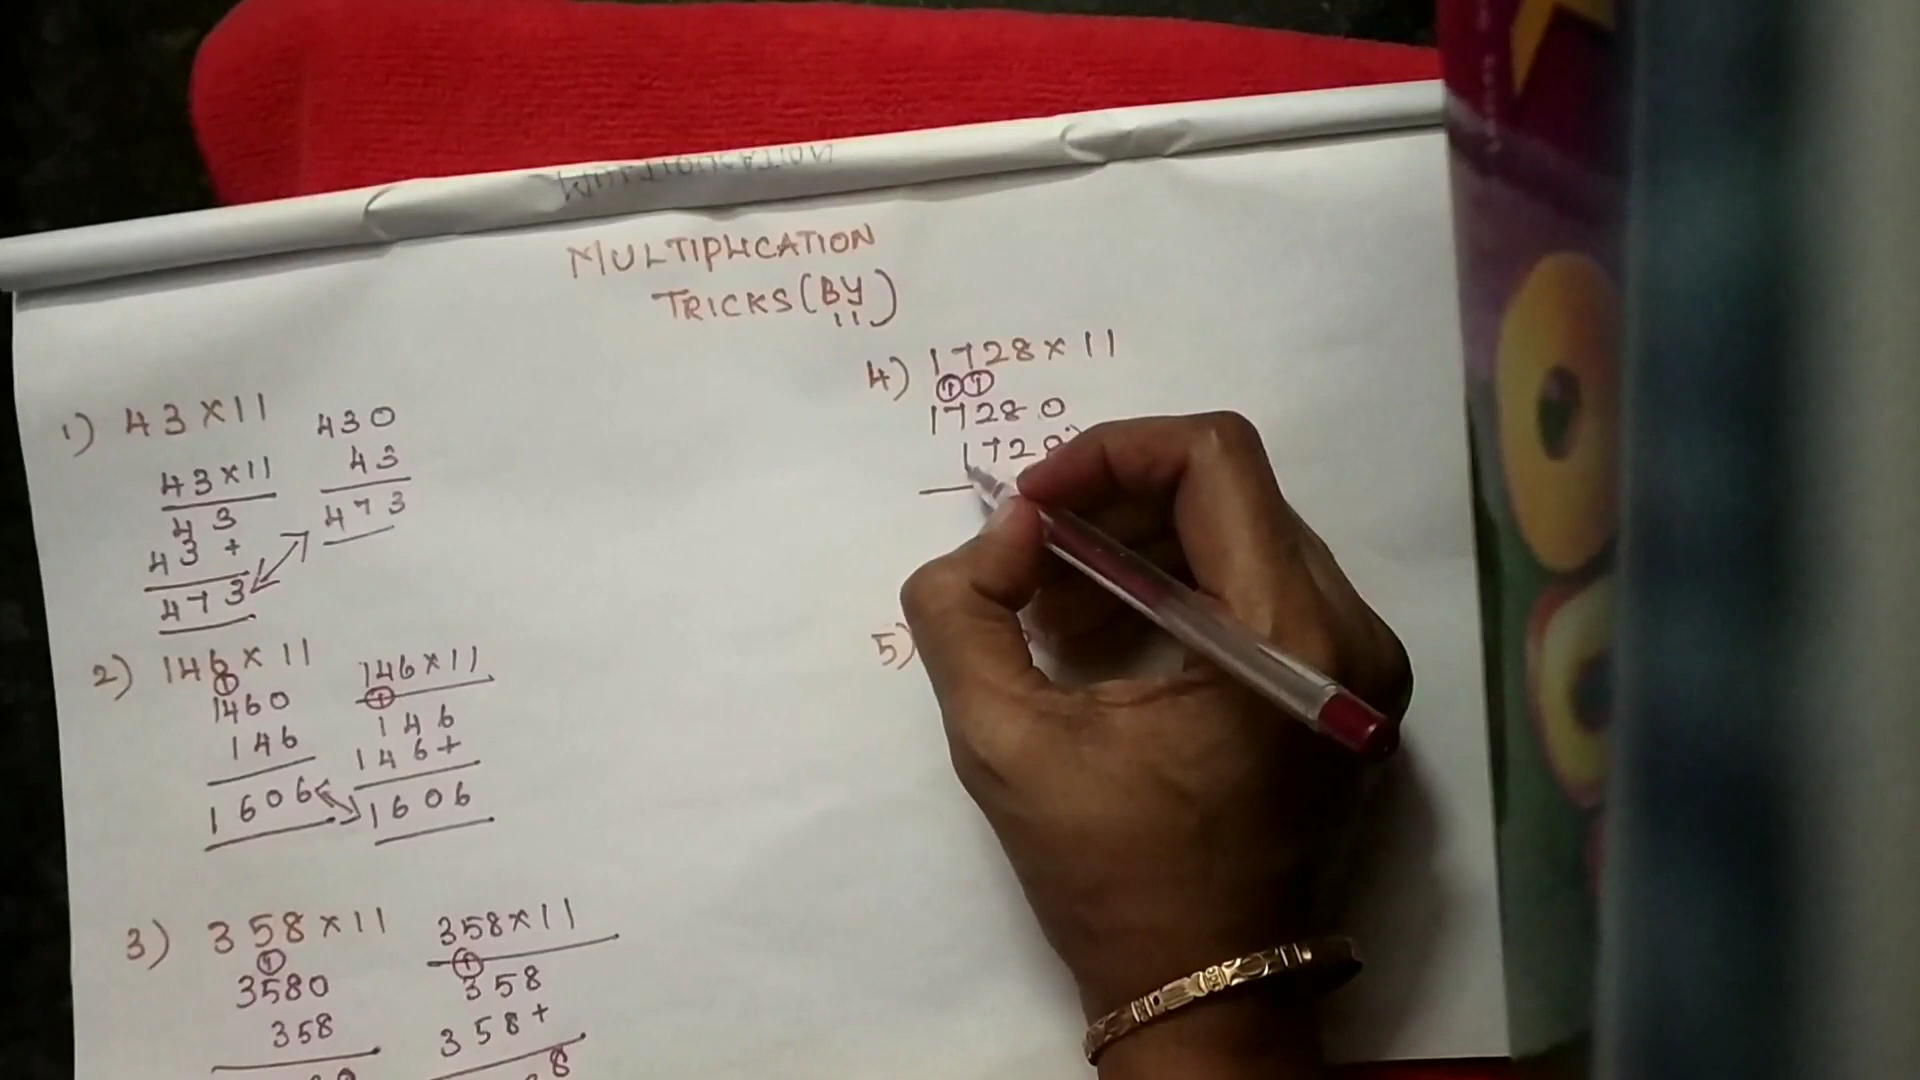 MULTIPLICATION
TRICKS (BY
11)
1) 43 x 11
43 x 11
43
43 +
473
430
43
473
2) 146 x 11
1
1460
146
1606
146 x 11
1
146
146 +
1606
3) 358 x 11
1
3580
358
358 x 11
1
358
358 +
8
4) 1728 x 11
1 1
17280
1728
5)